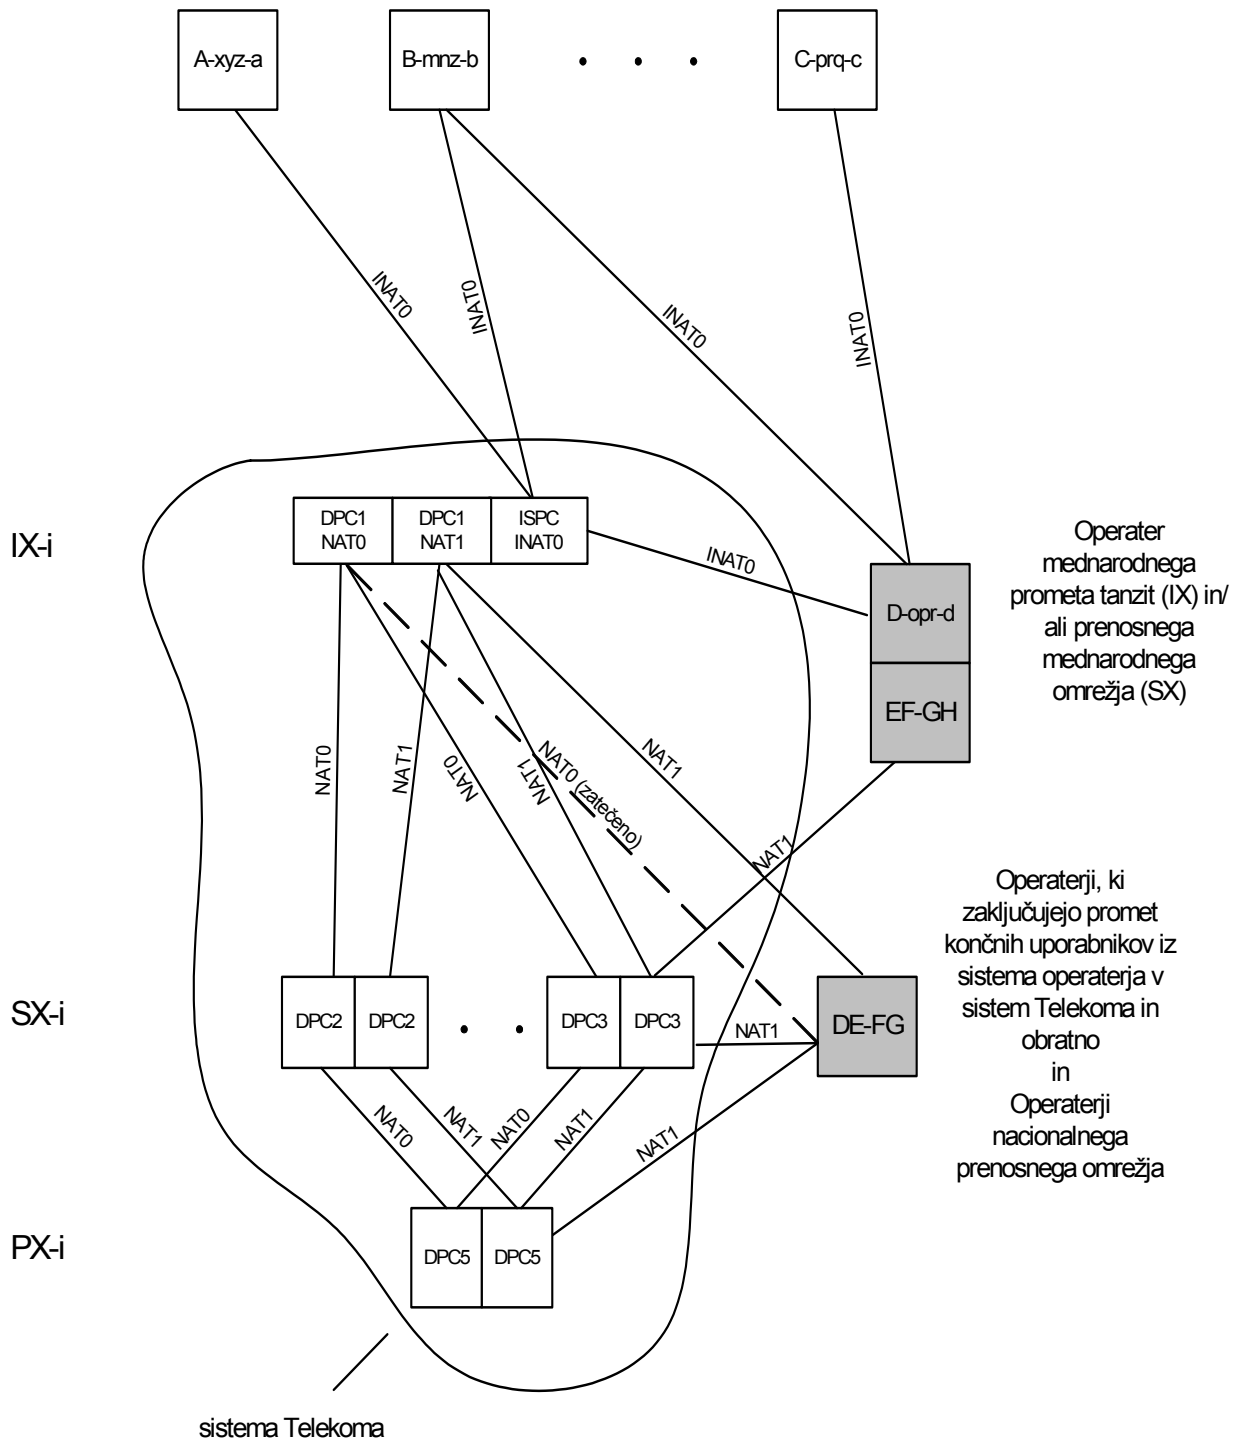 A-xyz-a
B-mnz-b
C-prq-c
INAT0
INAT0
INAT0
INAT0
IX-i
DPC1
NAT0
DPC1
NAT1
ISPC
INAT0
INAT0
D-opr-d
EF-GH
Operater
mednarodnega
prometa tanzit (IX) in/
ali prenosnega
mednarodnega
omrežja (SX)
NAT0
NAT1
NAT0
NAT1
NAT0 (zatečeno)
NAT1
NAT1
SX-i
DPC2
DPC2
DPC3
DPC3
NAT1
DE-FG
Operaterji, ki
zaključujejo promet
končnih uporabnikov iz
sistema operaterja v
sistem Telekoma in
obratno
in
Operaterji
nacionalnega
prenosnega omrežja
NAT0
NAT1
NAT0
NAT1
NAT1
PX-i
DPC5
DPC5
sistema Telekoma